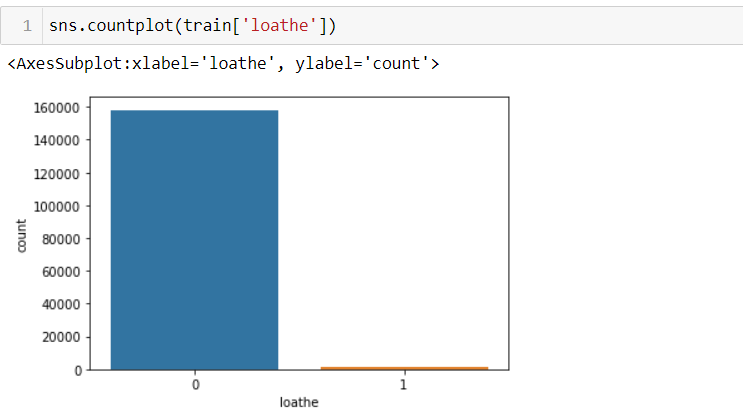 1 sns.countplot(train['loathe'])
<AxesSubplot:xlabel='loathe', ylabel='count'>
160000
140000
120000
100000
80000
60000
40000
20000
0
count
0 1
loathe